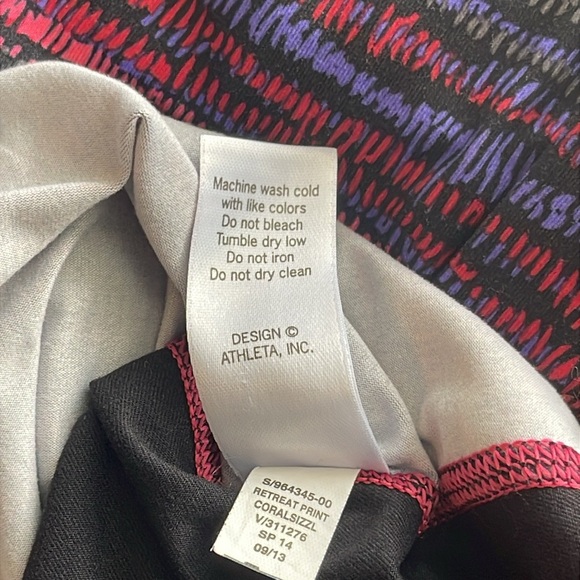 Machine wash cold
with like colors
Do not bleach
Tumble dry low
Do not iron
Do not dry clean
DESIGN ©
ATHLETA, INC.
S/964345-00
RETREAT PRINT
CORALSIZZL
V/311276
SP 14
09/13